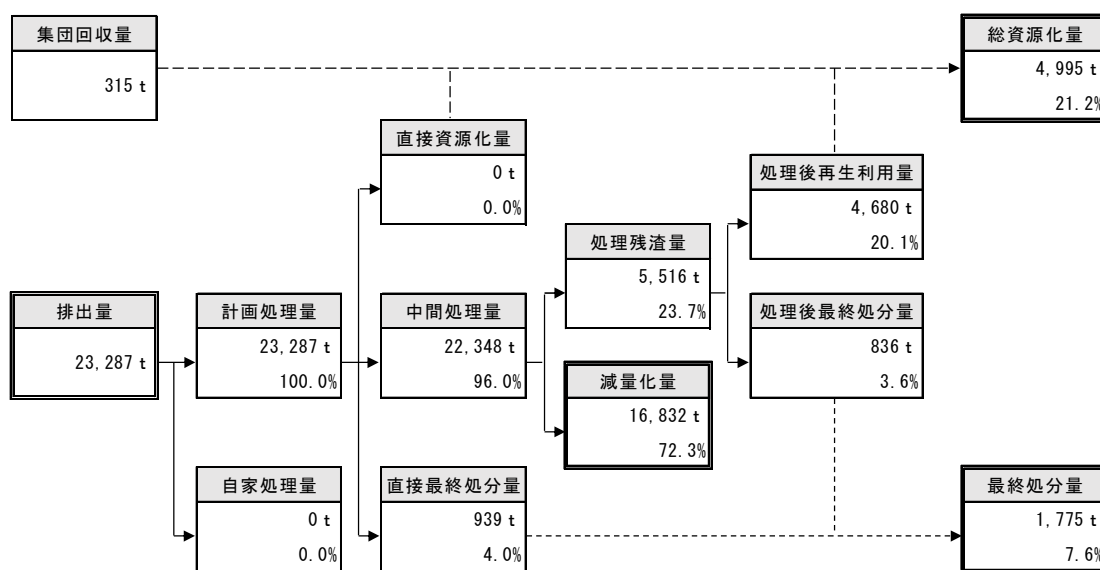 集団回収量
315 t
総資源化量
4,995 t
21.2%
直接資源化量
0 t
0.0%
処理後再生利用量
4,680 t
20.1%
処理残渣量
5,516 t
23.7%
排出量
23,287 t
計画処理量
23,287 t
100.0%
中間処理量
22,348 t
96.0%
処理後最終処分量
836 t
3.6%
減量化量
16,832 t
72.3%
自家処理量
0 t
0.0%
直接最終処分量
939 t
4.0%
最終処分量
1,775 t
7.6%